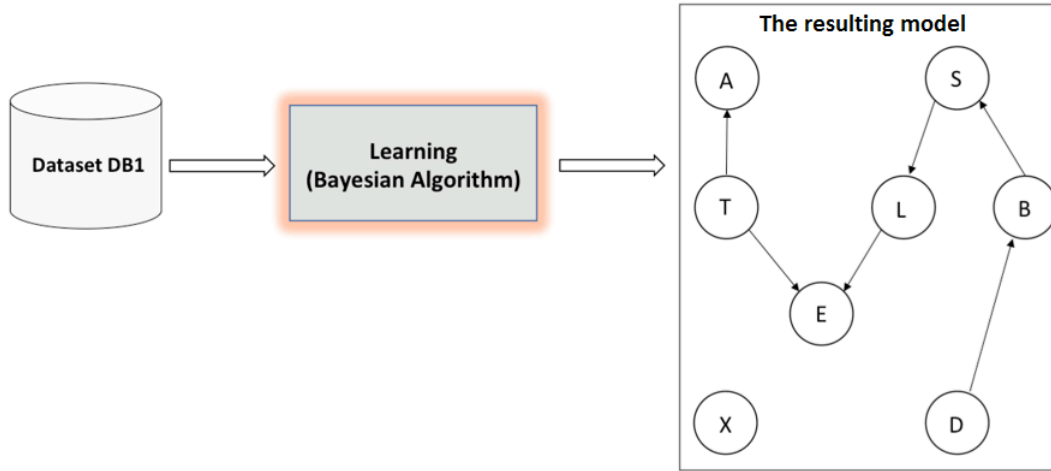 The resulting model
Dataset DB1
Learning
(Bayesian Algorithm)
A
S
T
L
B
E
X
D